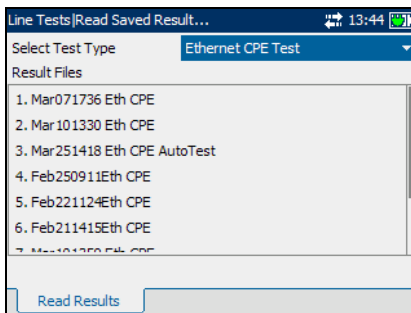 Line Tests|Read Saved Result... 13:44
Select Test Type Ethernet CPE Test
Result Files
1. Mar071736 Eth CPE
2. Mar101330 Eth CPE
3. Mar251418 Eth CPE AutoTest
4. Feb250911Eth CPE
5. Feb221124Eth CPE
6. Feb211415Eth CPE
Read Results